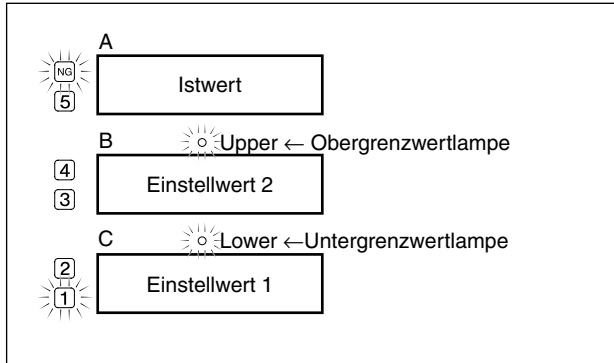 A
NG
Istwert
5
B
Upper ← Obergrenzwertlampe
4
Einstellwert 2
3
C
Lower ←Untergrenzwertlampe
2
Einstellwert 1
1